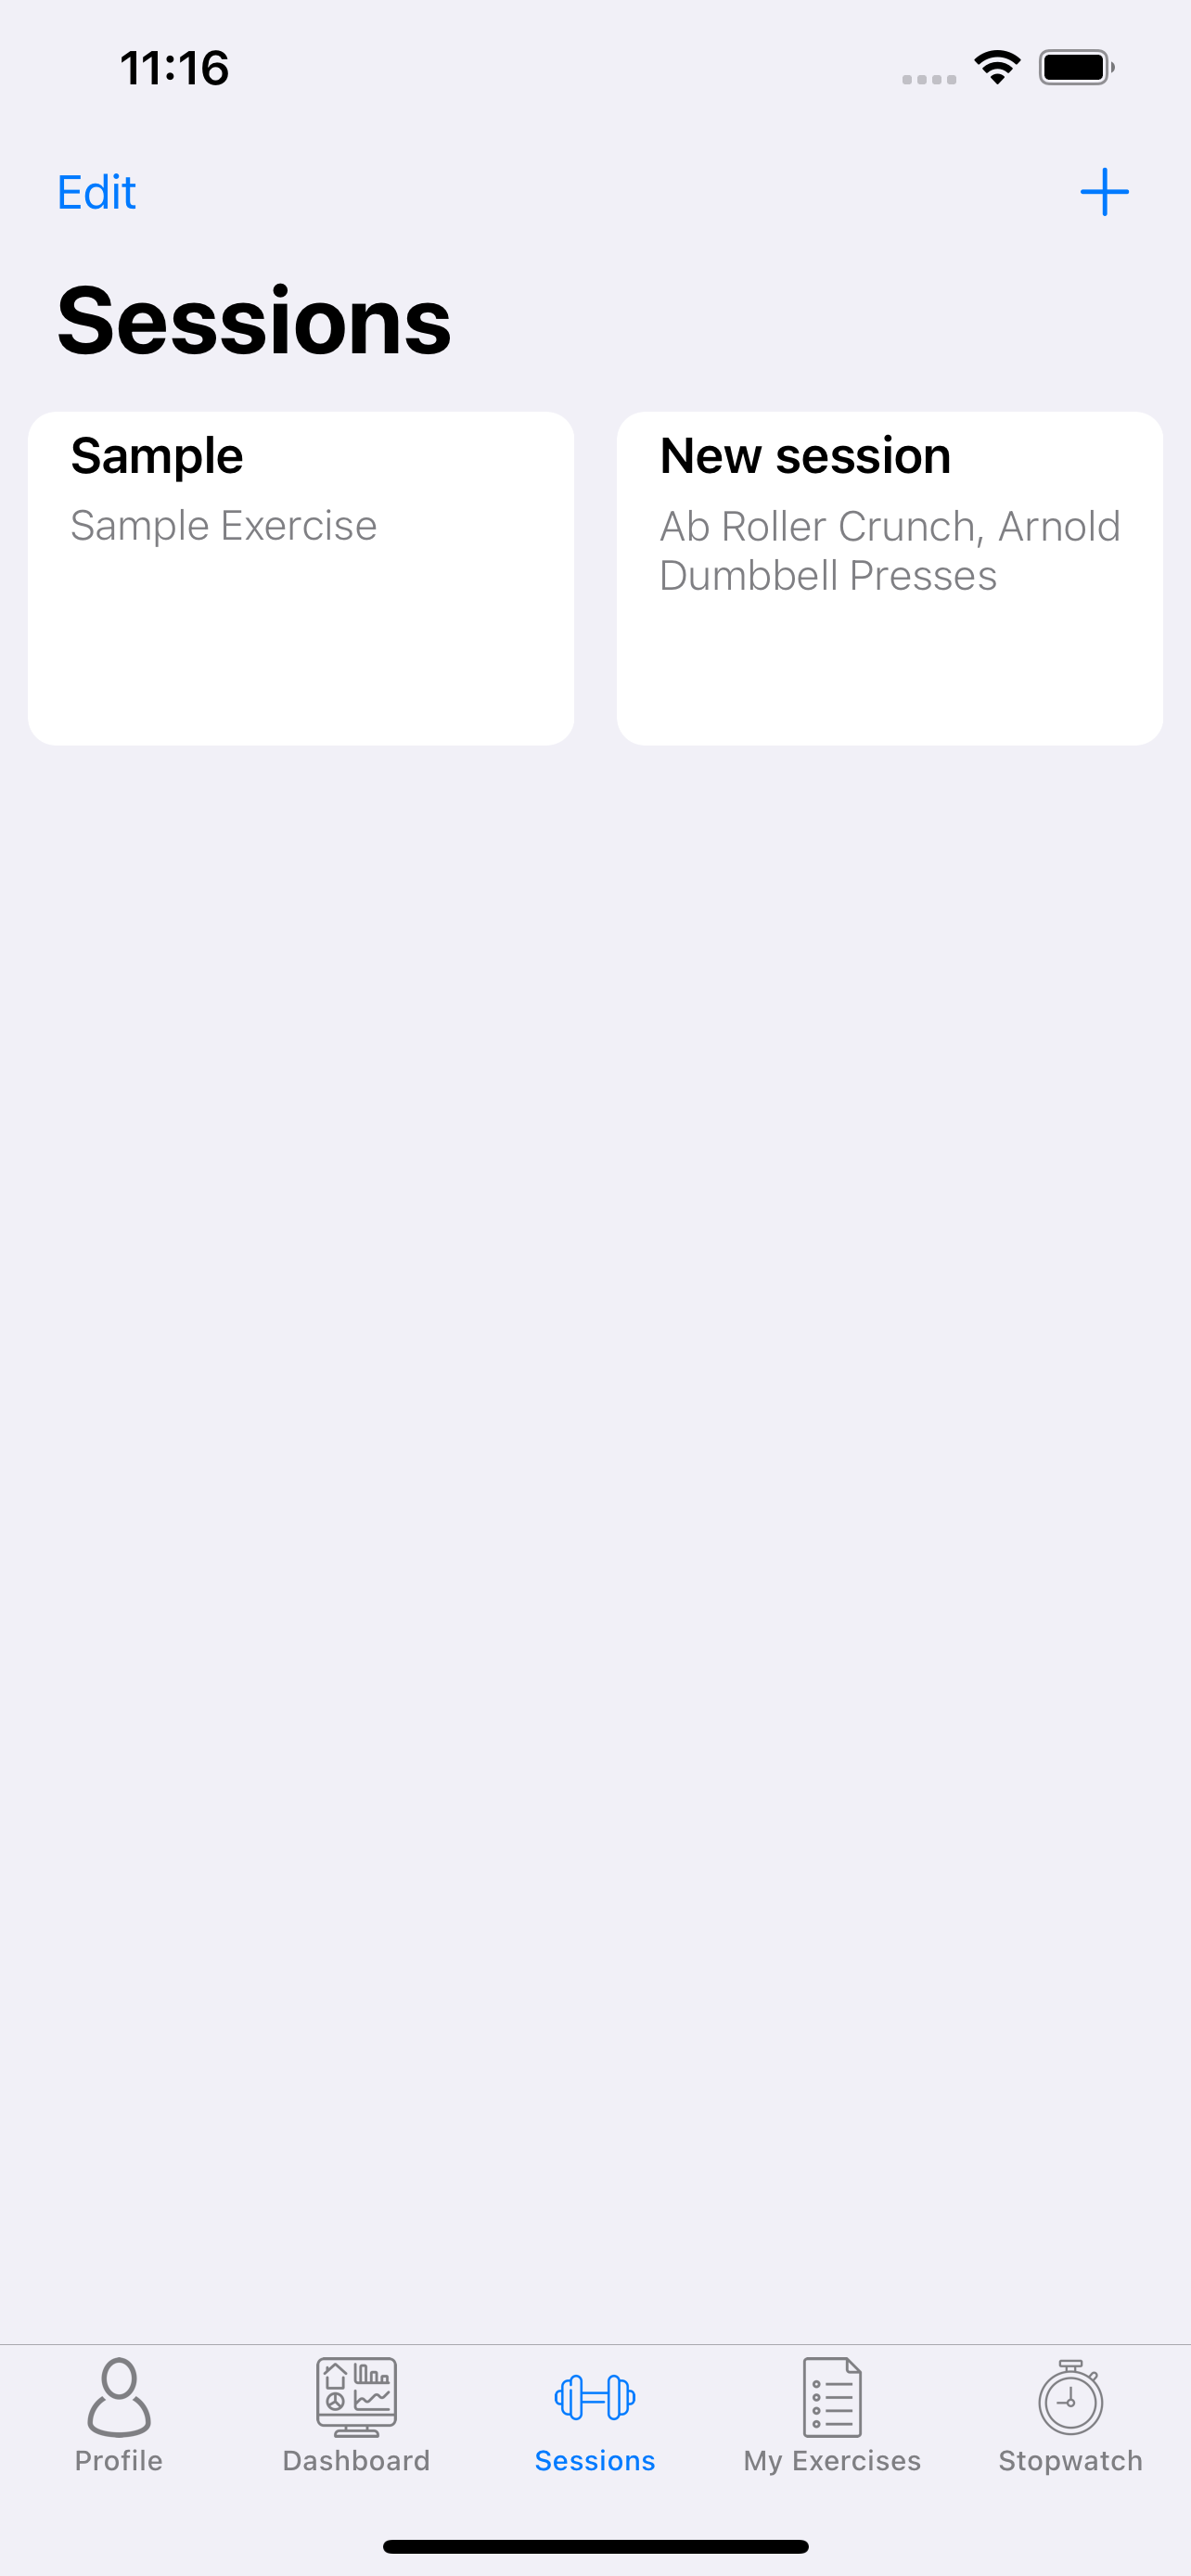 11:16
Edit
Sessions
Sample
Sample Exercise
New session
Ab Roller Crunch, Arnold
Dumbbell Presses
Profile
Dashboard
Sessions
My Exercises
Stopwatch